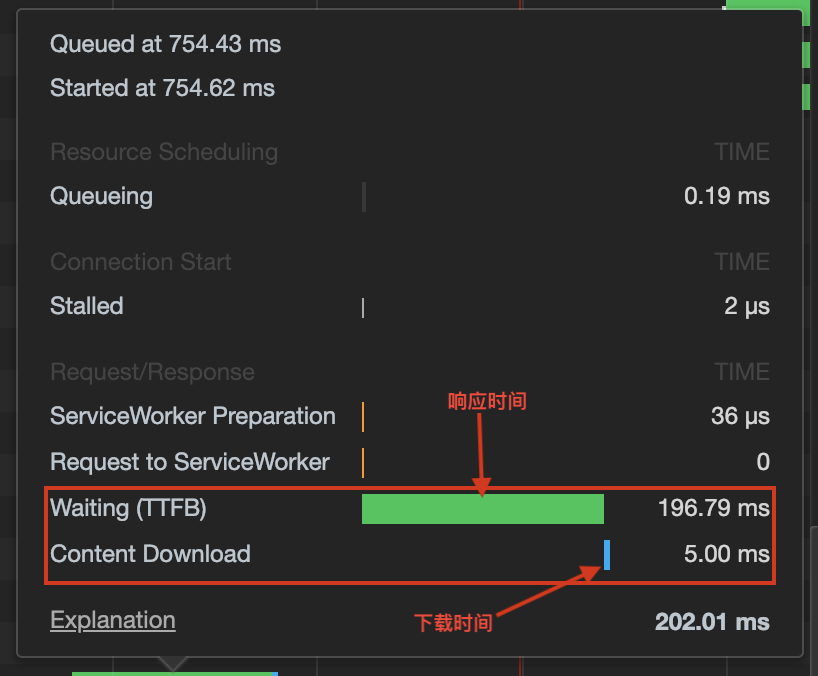 Queued at 754.43 ms
Started at 754.62 ms
Resource Scheduling TIME
Queueing 0.19 ms
Connection Start TIME
Stalled 2 μs
Request/Response TIME
响应时间
ServiceWorker Preparation 36 μs
Request to ServiceWorker 0
Waiting (TTFB) 196.79 ms
Content Download 5.00 ms
下载时间
Explanation 202.01 ms